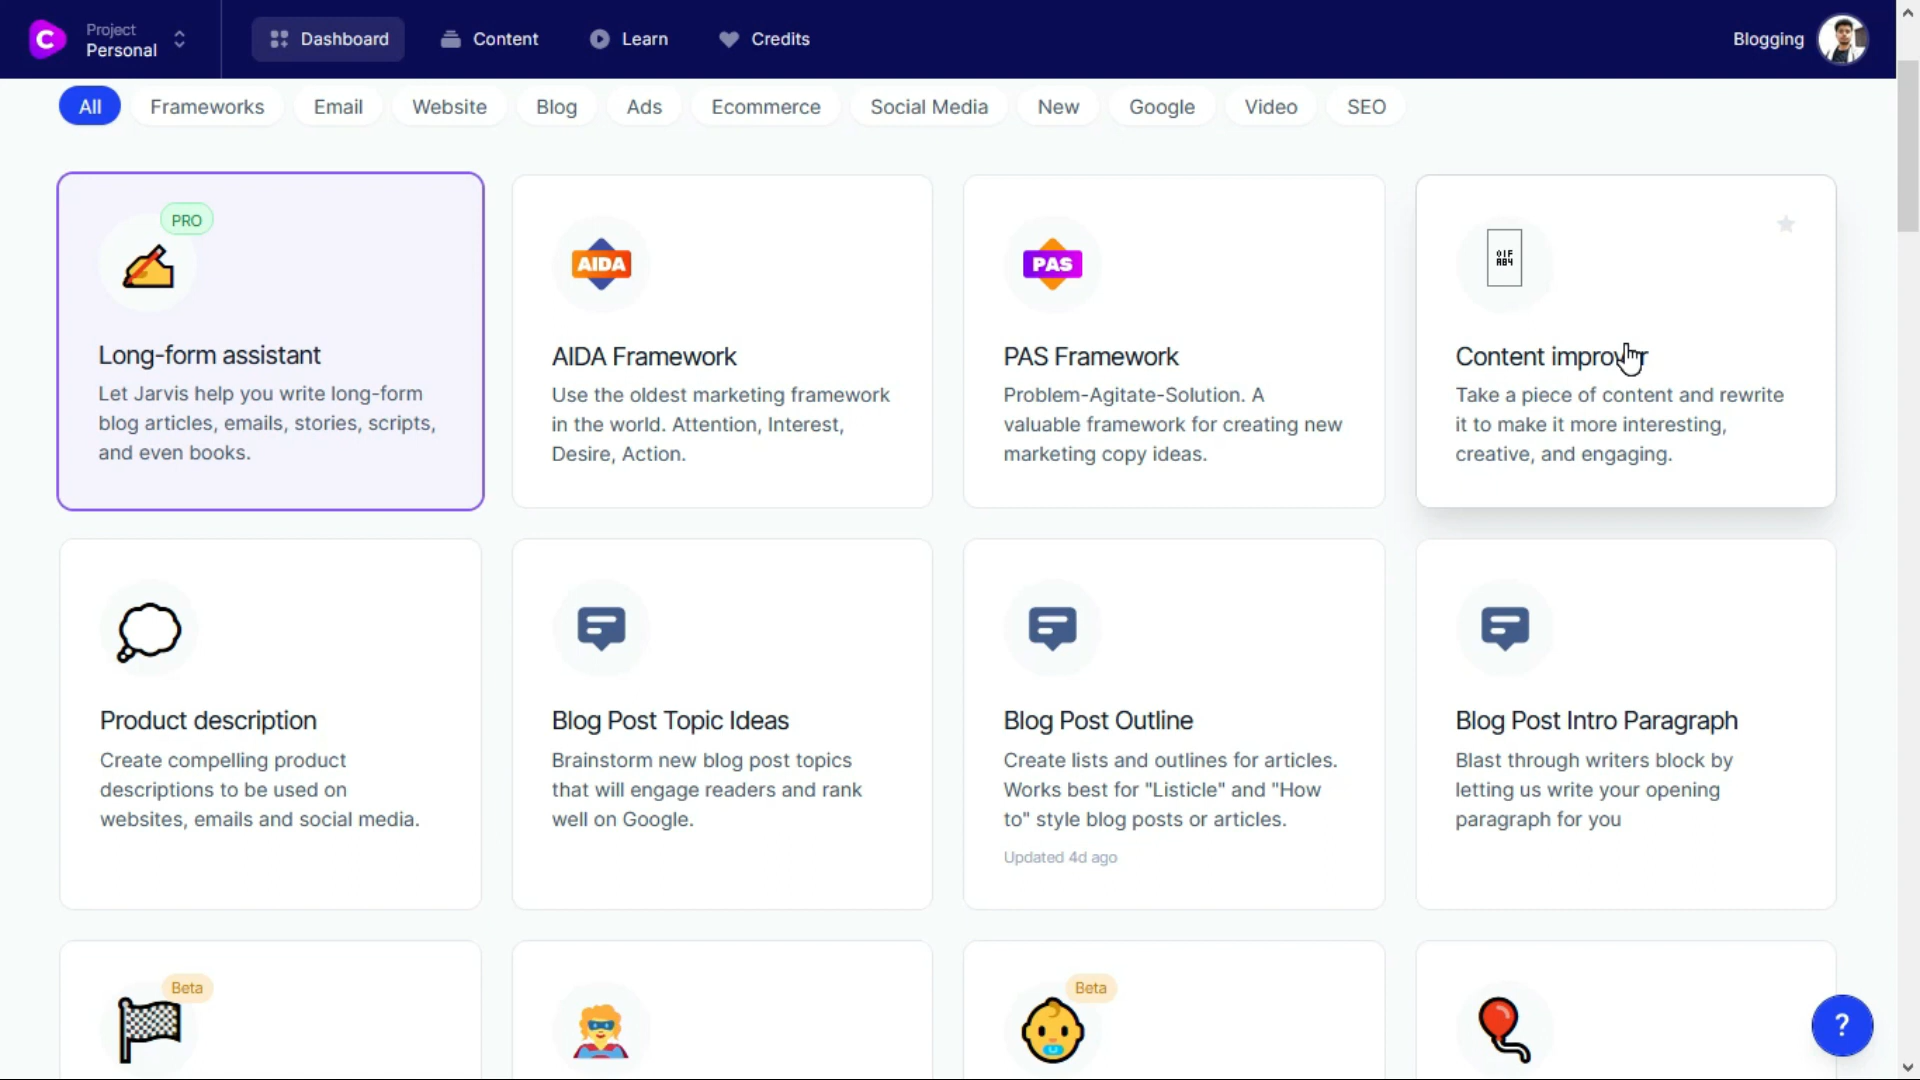 C
Project
Personal
Dashboard
Content
Learn
Credits
Blogging
All
Frameworks
Email
Website
Blog
Ads
Ecommerce
Social Media
New
Google
Video
SEO
PRO
Long-form assistant
Let Jarvis help you write long-form
blog articles, emails, stories, scripts,
and even books.
AIDA
AIDA Framework
Use the oldest marketing framework
in the world. Attention, Interest,
Desire, Action.
PAS
PAS Framework
Problem-Agitate-Solution. A
valuable framework for creating new
marketing copy ideas.
01F
AB4
Content improver
Take a piece of content and rewrite
it to make it more interesting,
creative, and engaging.
Product description
Create compelling product
descriptions to be used on
websites, emails and social media.
Blog Post Topic Ideas
Brainstorm new blog post topics
that will engage readers and rank
well on Google.
Blog Post Outline
Create lists and outlines for articles.
Works best for "Listicle" and "How
to" style blog posts or articles.
Updated 4d ago
Blog Post Intro Paragraph
Blast through writers block by
letting us write your opening
paragraph for you
Beta
Beta
?